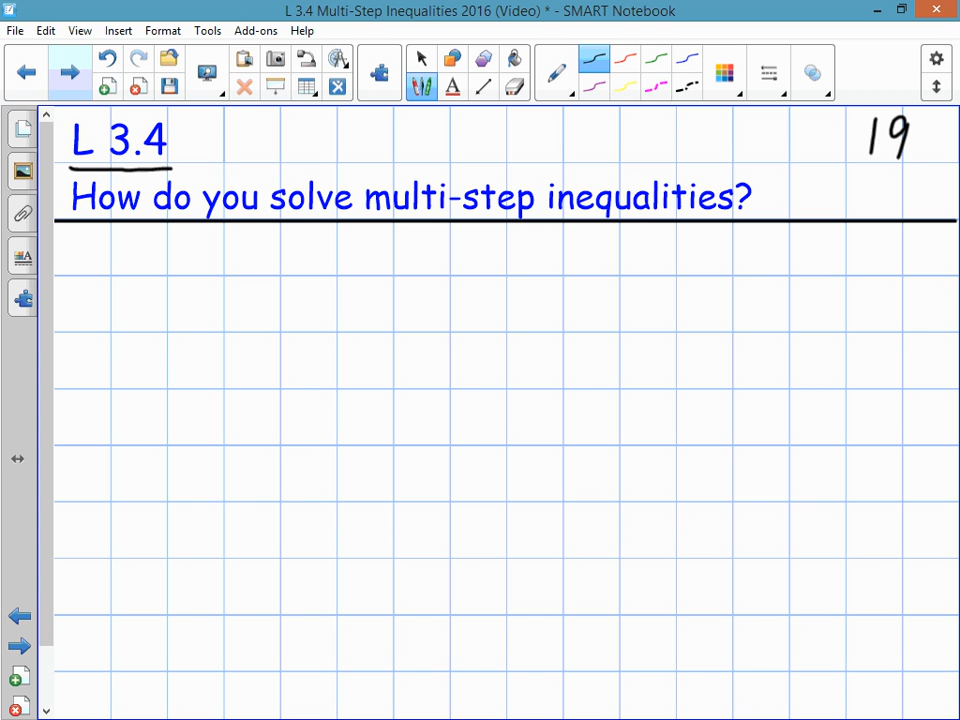 L 3.4 Multi-Step Inequalities 2016 (Video) * - SMART Notebook
File Edit View Insert Format Tools Add-ons Help
L 3.4 19
How do you solve multi-step inequalities?